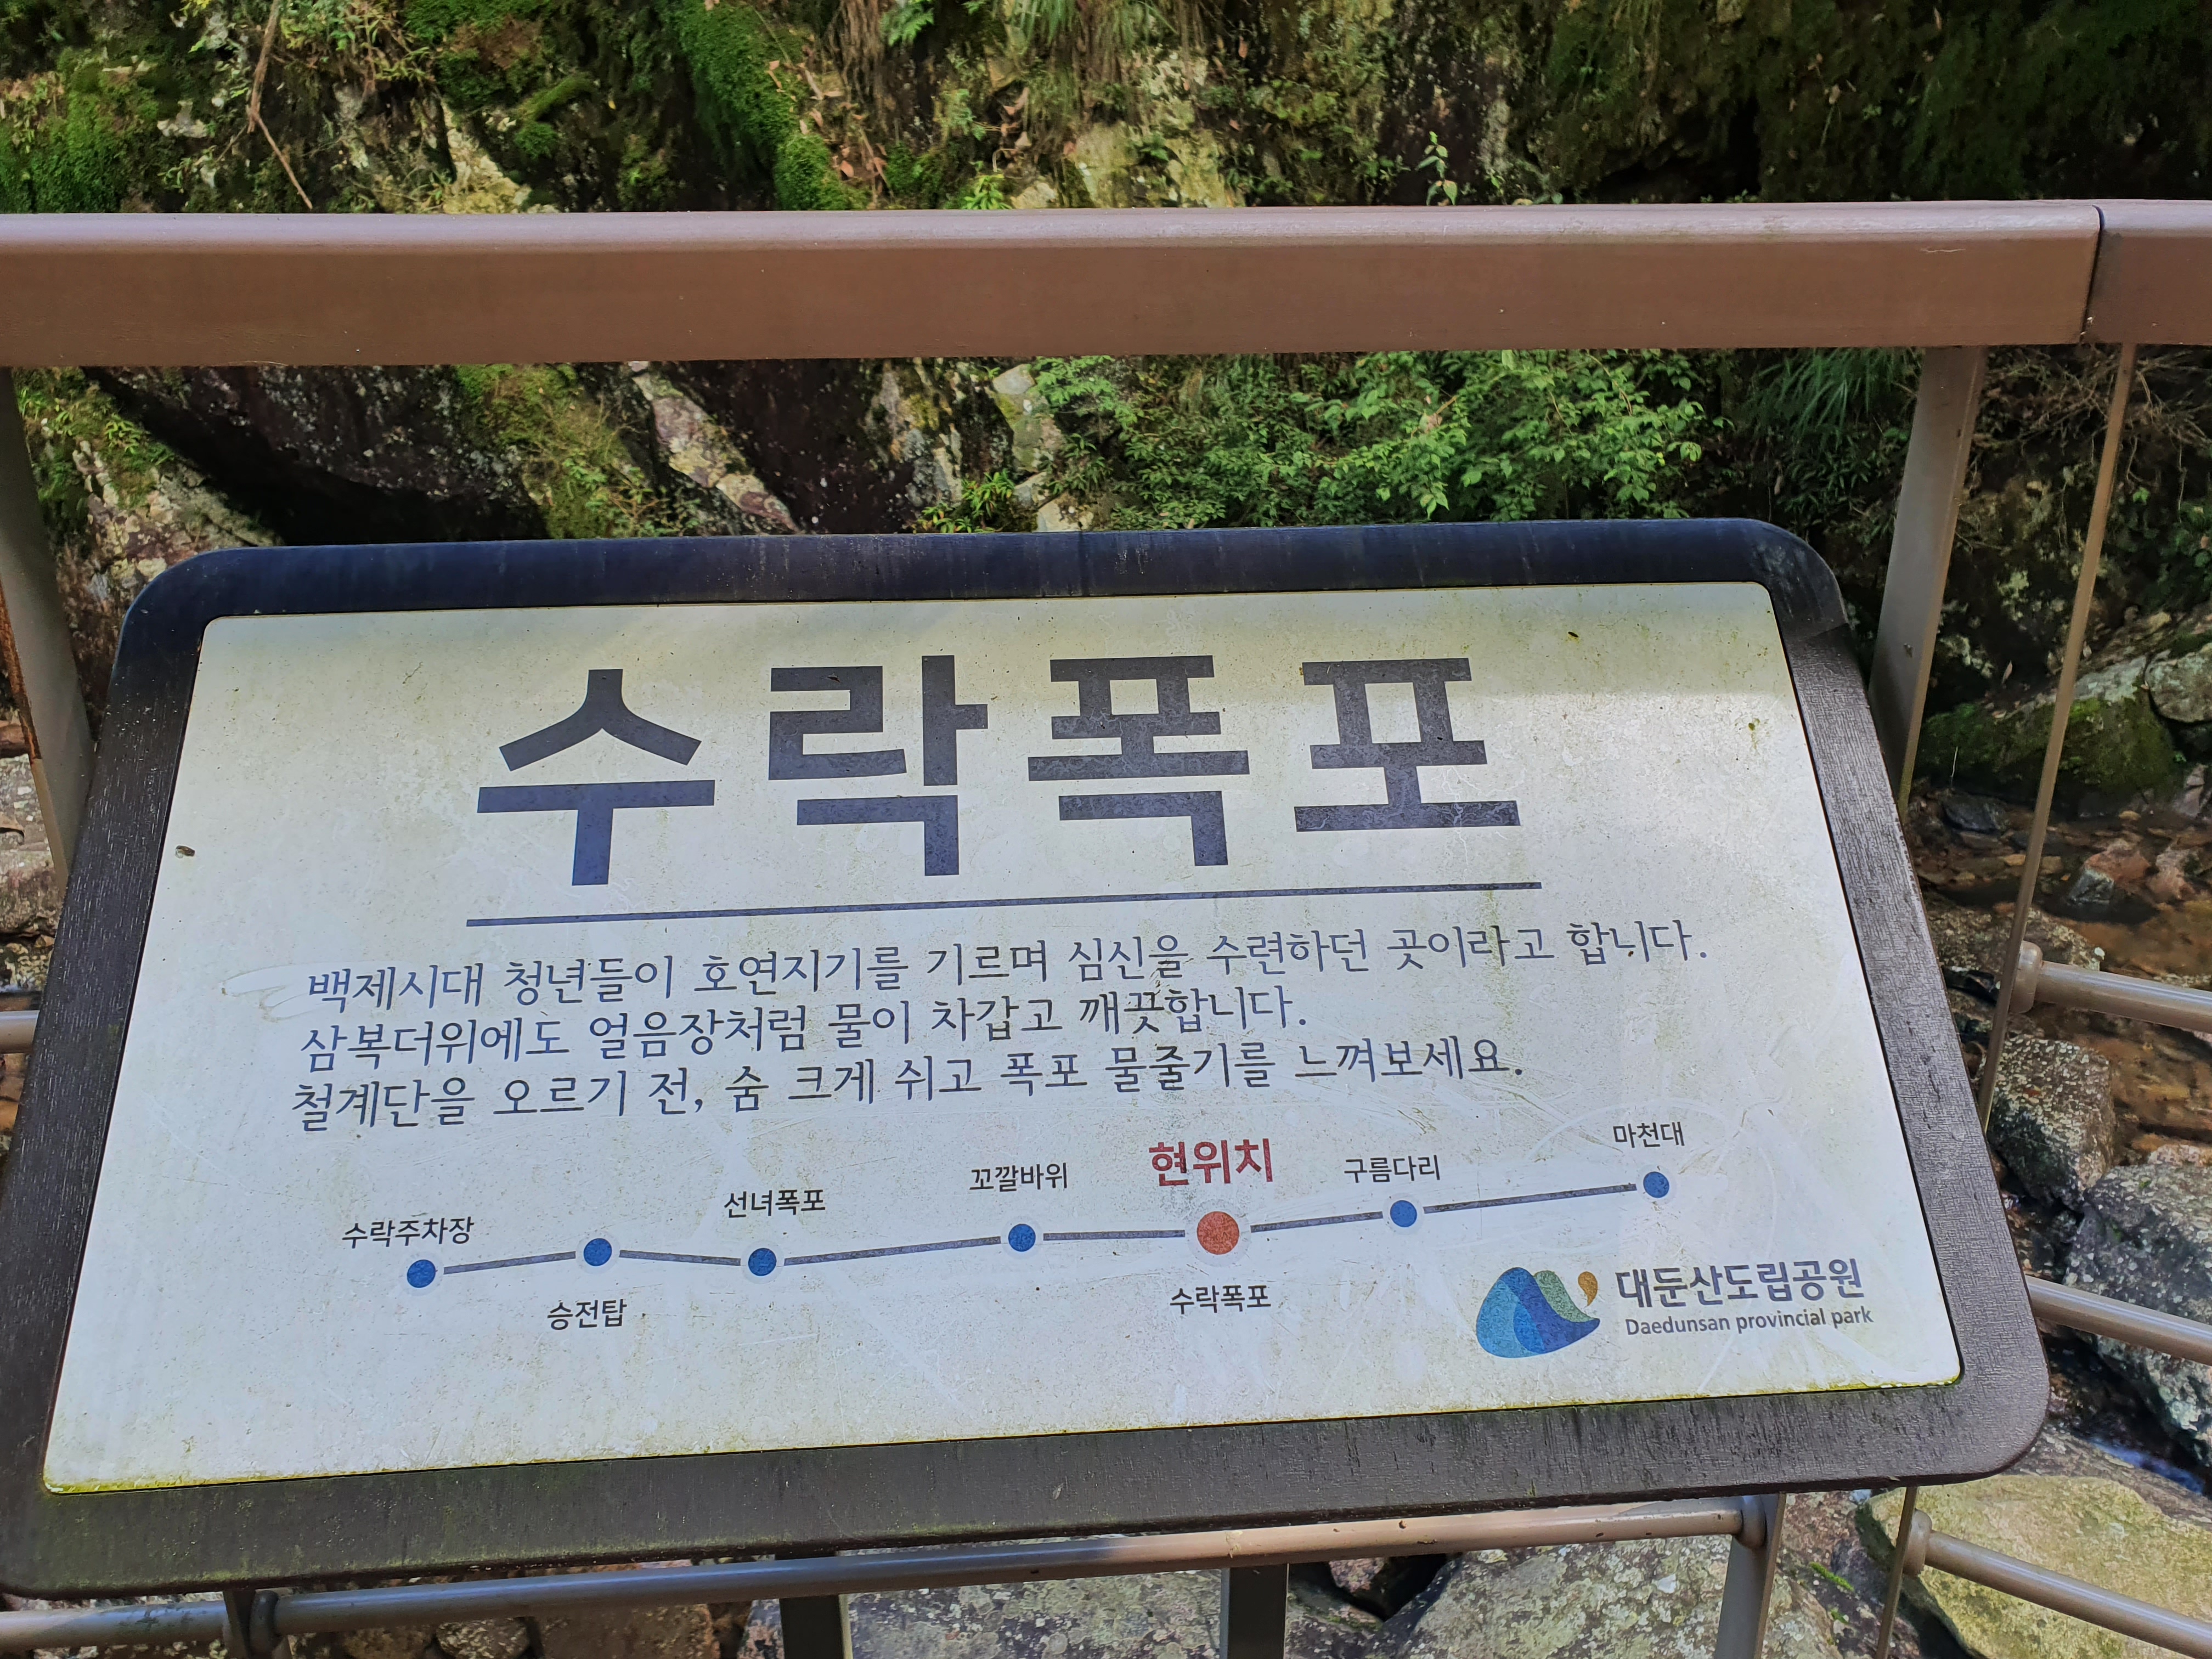 수락폭포
백제시대 청년들이 호연지기를 기르며 심신을 수련하던 곳이라고 합니다.
삼복더위에도 얼음장처럼 물이 차갑고 깨끗합니다.
철계단을 오르기 전, 숨 크게 쉬고 폭포 물줄기를 느껴보세요.
수락주차장
승전탑
선녀폭포
꼬깔바위
현위치
수락폭포
구름다리
마천대
대둔산도립공원
Daedunsan provincial park